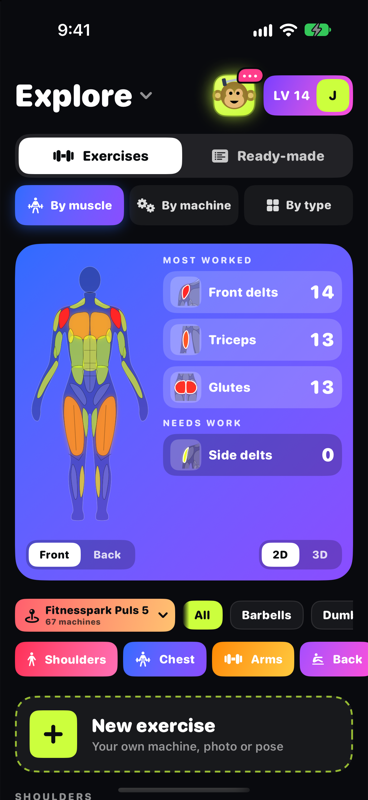 9:41
Explore
LV 14 J
Exercises
Ready-made
By muscle
By machine
By type
MOST WORKED
Front delts 14
Triceps 13
Glutes 13
NEEDS WORK
Side delts 0
Front
Back
2D
3D
Fitnesspark Puls 5
67 machines
All
Barbells
Shoulders
Chest
Arms
Back
New exercise
Your own machine, photo or pose
SHOULDERS